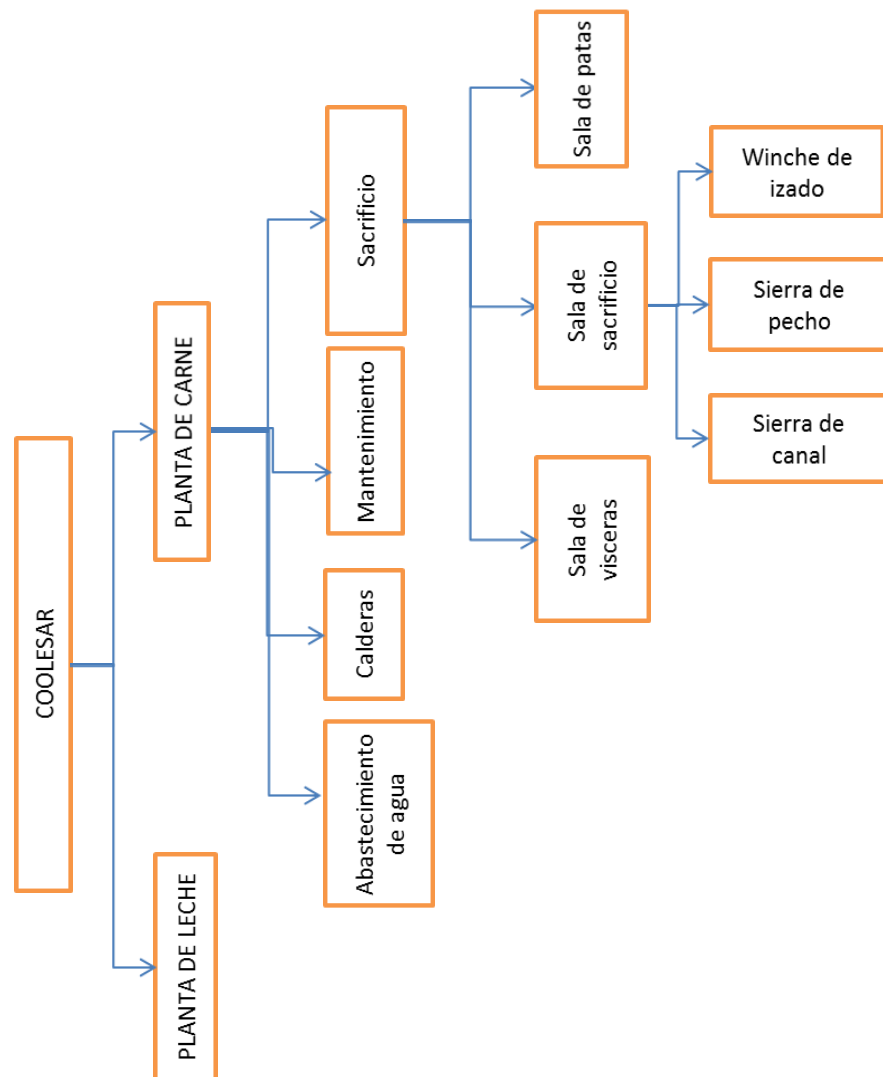 COOLESAR
PLANTA DE LECHE
PLANTA DE CARNE
Abastecimiento
de agua
Calderas
Mantenimiento
Sacrificio
Sala de
visceras
Sala de
sacrificio
Sala de patas
Winche de
izado
Sierra de
pecho
Sierra de
canal